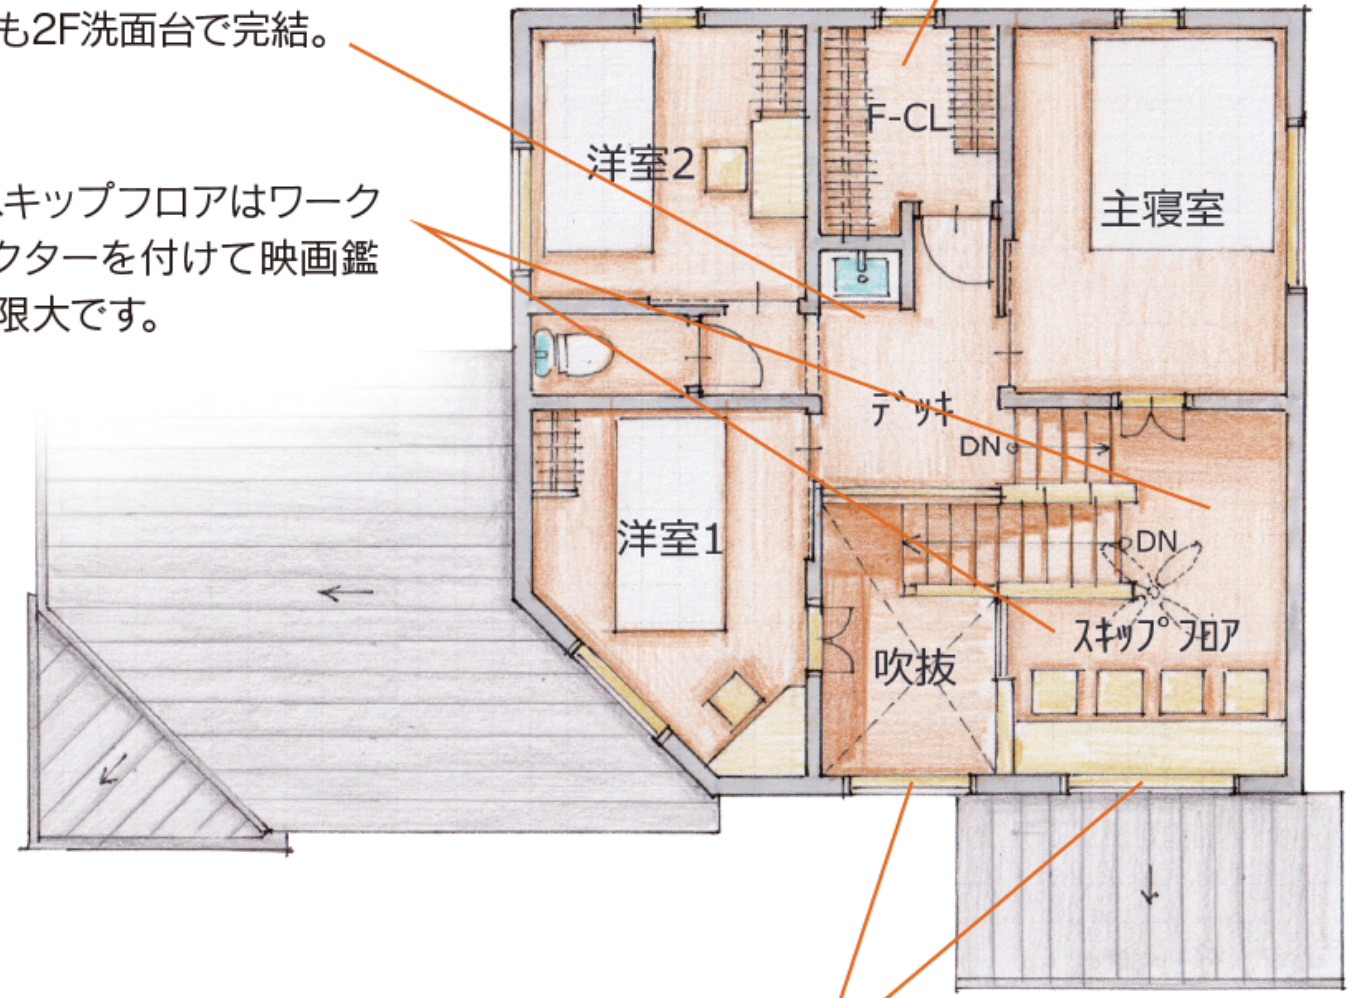 も2F洗面台で完結。
スキップフロアはワーク
クターを付けて映画鑑
限大です。
洋室2
F-CL
主寝室
デッキ
DN
洋室1
DN
吹抜
スキップフロア